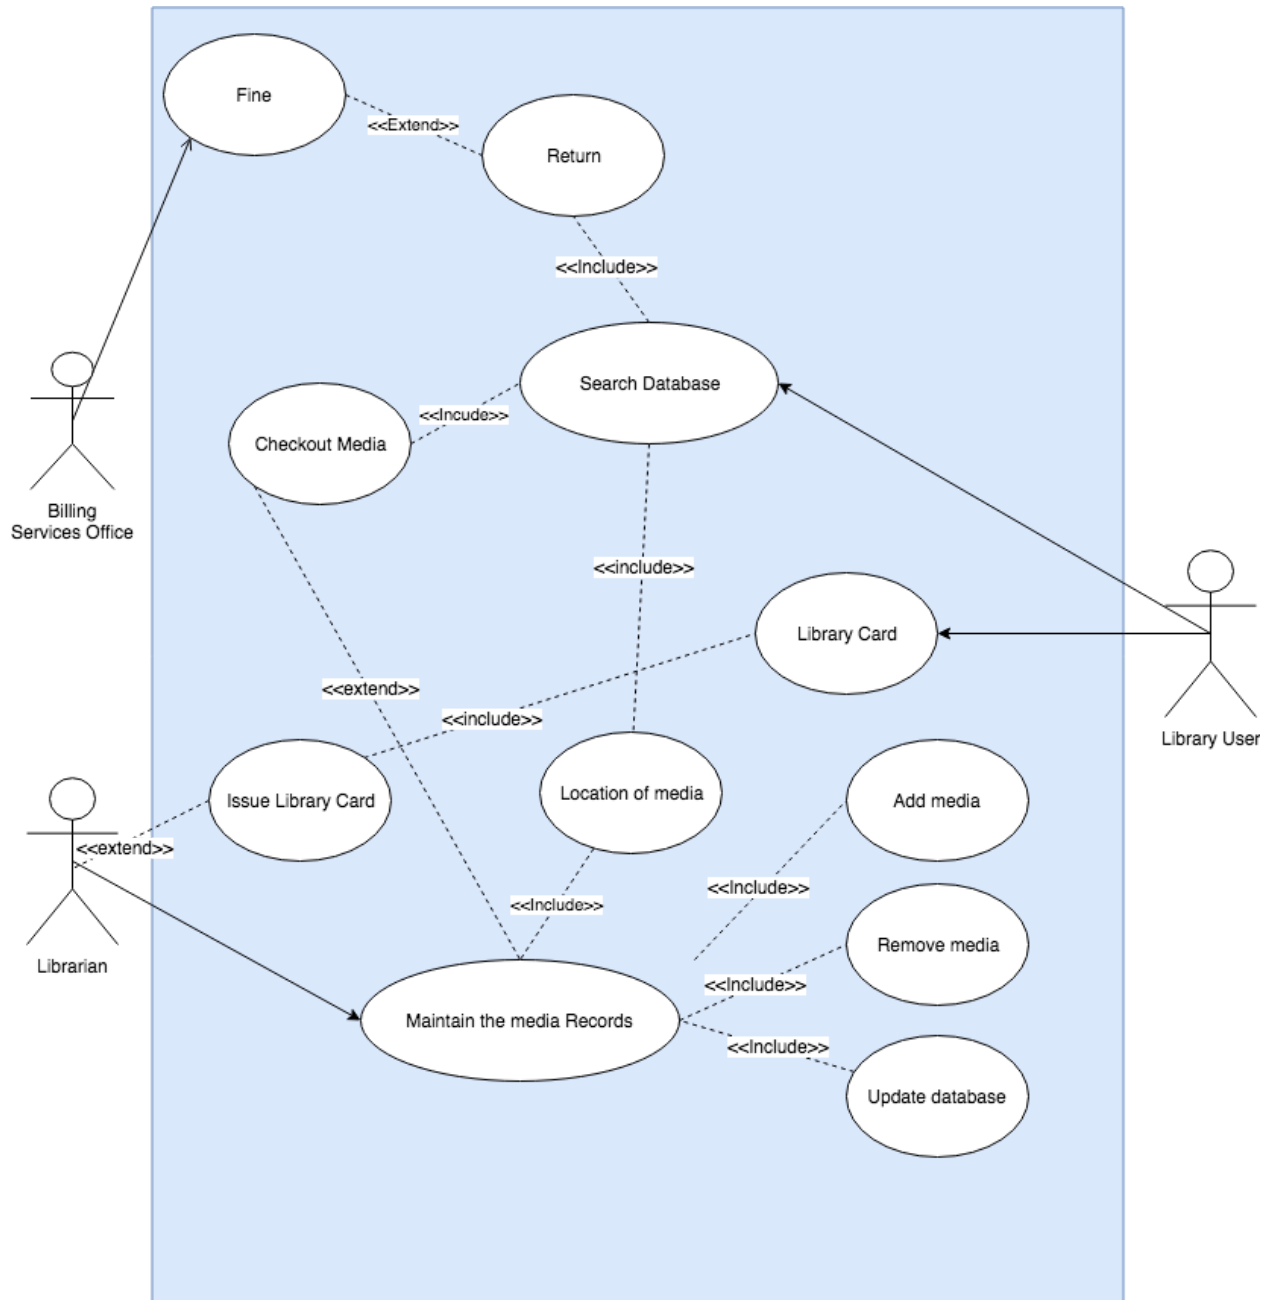 Fine
<<Extend>>
Return
<<Include>>
Search Database
<<Incude>>
Checkout Media
Billing
Services Office
<<include>>
Library Card
<<extend>>
<<include>>
Library User
Issue Library Card
Location of media
Add media
<<extend>>
<<Include>>
<<Include>>
Remove media
Librarian
<<Include>>
Maintain the media Records
<<Include>>
Update database